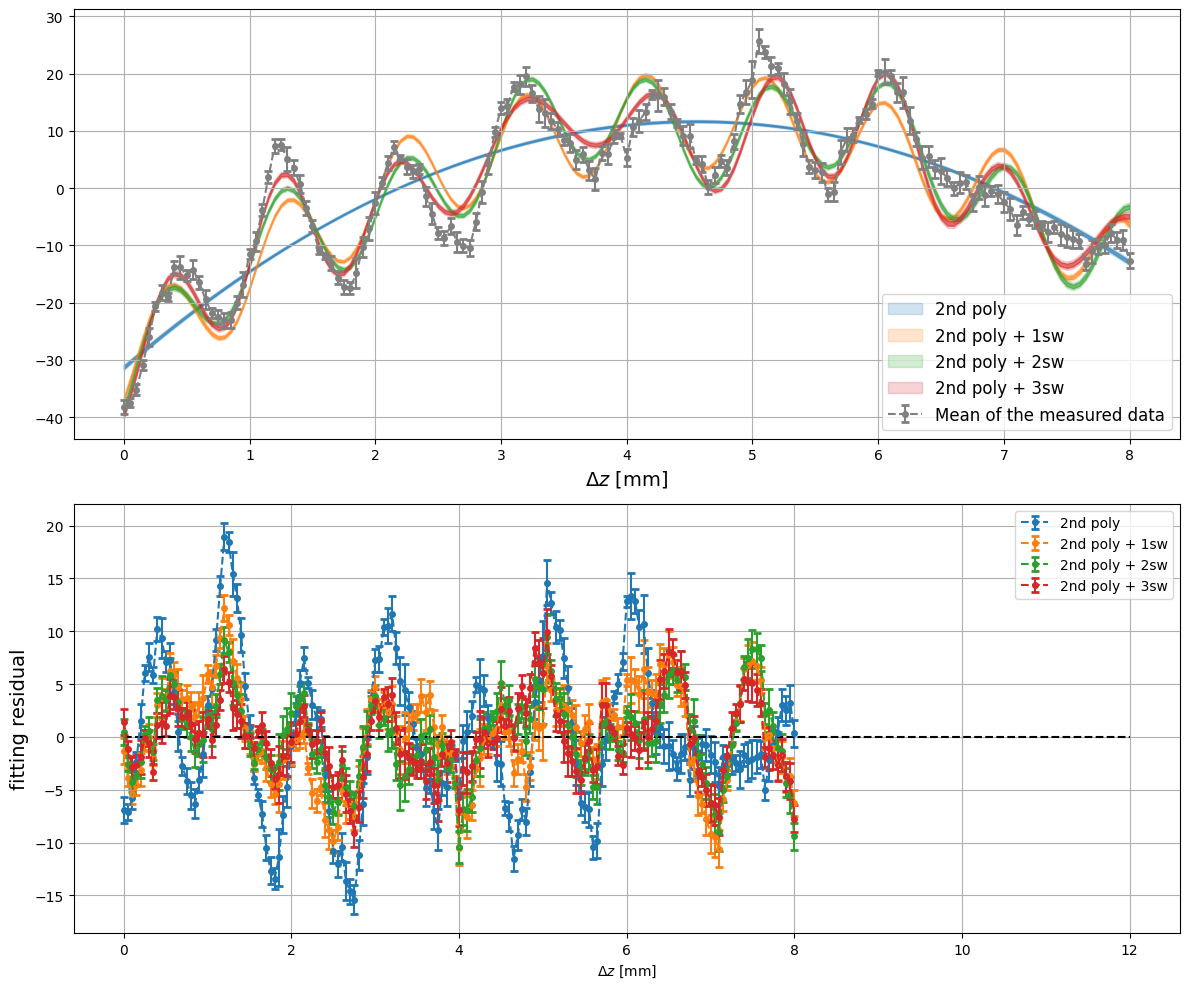 30
20
10
0
−10
−20
−30
−40
0 1 2 3 4 5 6 7 8
Δz [mm]
2nd poly
2nd poly + 1sw
2nd poly + 2sw
2nd poly + 3sw
Mean of the measured data
fitting residual
20
15
10
5
0
−5
−10
−15
0 2 4 6 8 10 12
Δz [mm]
2nd poly
2nd poly + 1sw
2nd poly + 2sw
2nd poly + 3sw